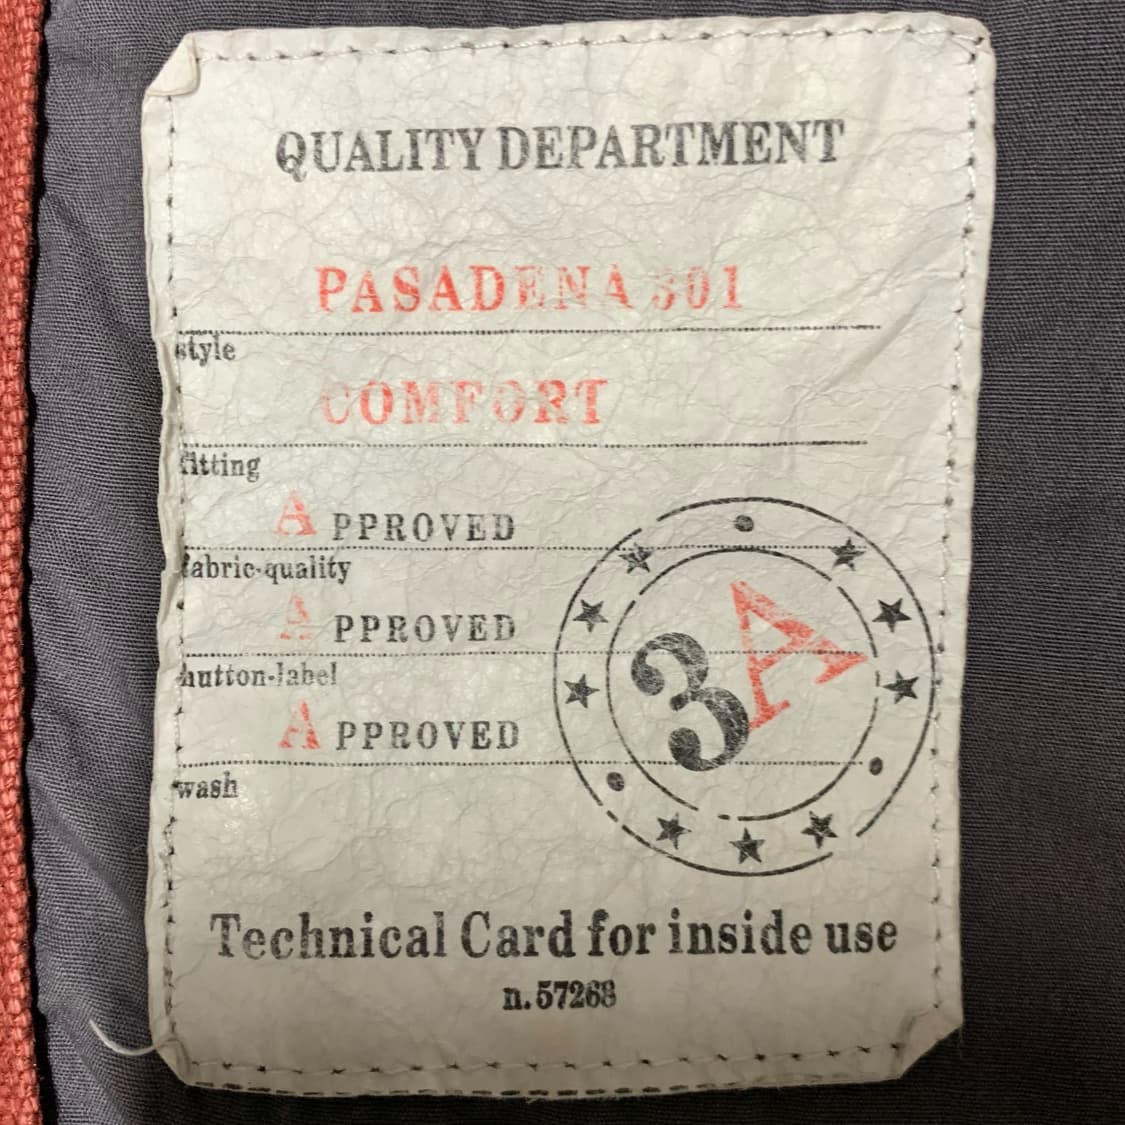 QUALITY DEPARTMENT
PASADENA 301
style
COMFORT
fitting
APPROVED
fabric-quality
APPROVED
button-label
APPROVED
wash
3A
Technical Card for inside use
n.57268